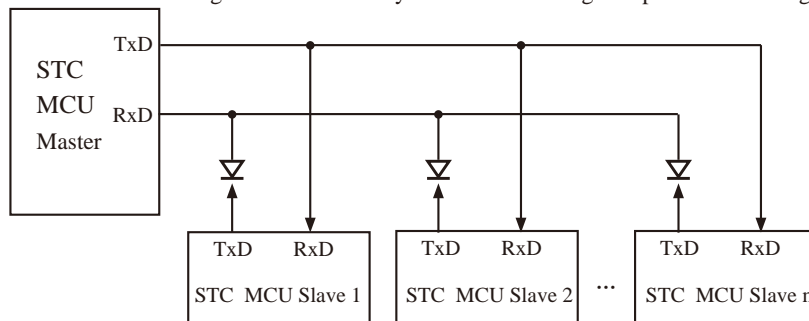 TxD
STC
MCU
RxD
Master
TxD RxD TxD RxD TxD RxD
STC MCU Slave 1 STC MCU Slave 2 ... STC MCU Slave n